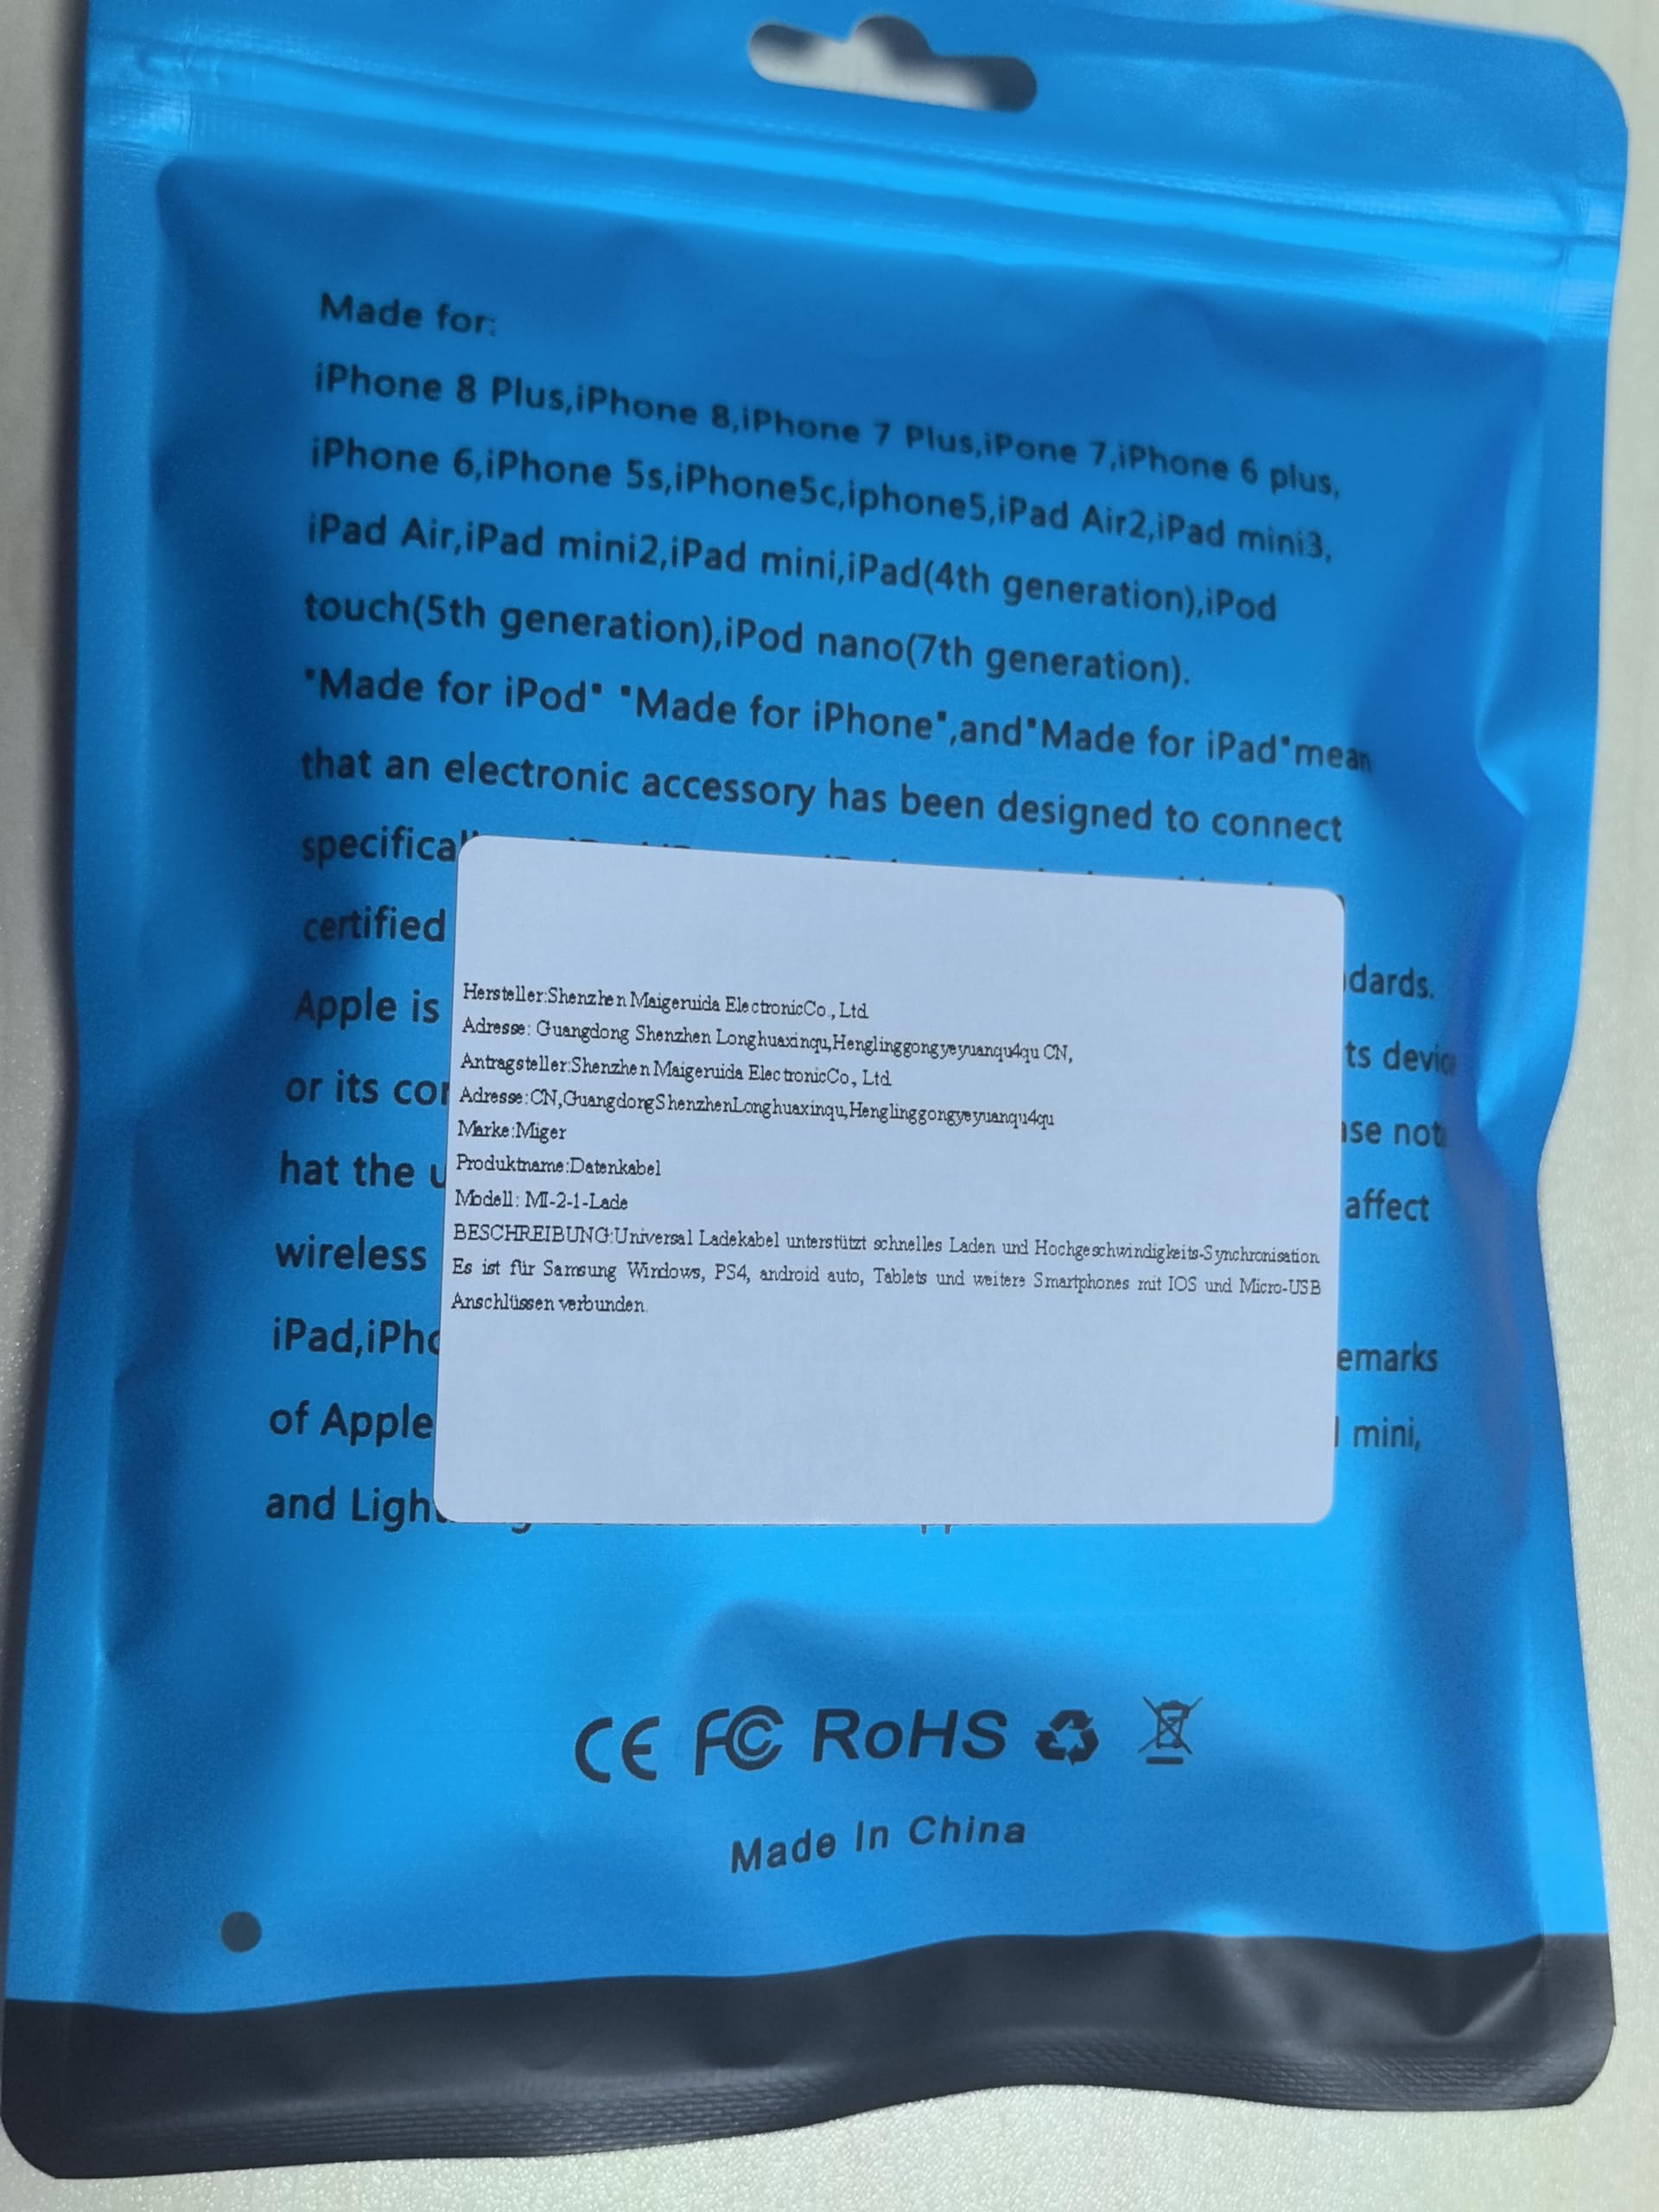 Made for:
iPhone 8 Plus,iPhone 8,iPhone 7 Plus,iPone 7,iPhone 6 plus,
iPhone 6,iPhone 5s,iPhone5c,iphone5,iPad Air2,iPad mini3,
iPad Air,iPad mini2,iPad mini,iPad(4th generation),iPod
touch(5th generation),iPod nano(7th generation).
"Made for iPod" "Made for iPhone",and"Made for iPad"mean
that an electronic accessory has been designed to connect
certified dards.
Apple is ts device
or its se not
hat the affect
wireless
emarks
of Apple mini,
and
Hersteller:Shenzhen Maigeruida ElectronicCo., Ltd
Adresse: Guangdong Shenzhen Longhuaxinqu,Henglinggongyeyuanqu4qu CN,
Antragsteller:Shenzhen Maigeruida ElectronicCo., Ltd
Adresse:CN,GuangdongShenzhenLonghuaxinqu,Henglinggongyeyuanqu4qu
Marke:Miger
Produktname:Datenkabel
Modell: MI-2-1-Lade
BESCHREIBUNG:Universal Ladekabel unterstützt schnelles Laden und Hochgeschwindigkeits-Synchronisation
Es ist für Samsung Windows, PS4, android auto, Tablets und weitere Smartphones mit IOS und Micro-USB
Anschlüssen verbunden.
CE FC RoHS
Made In China